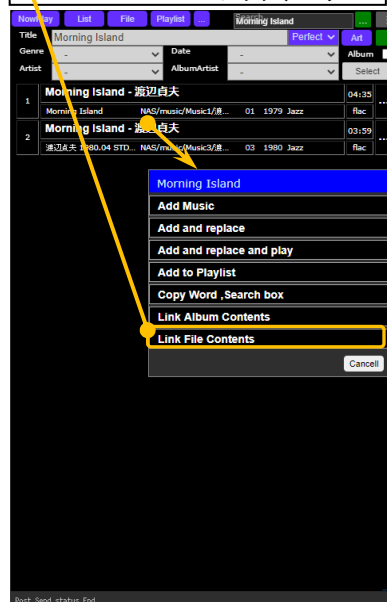 NowPlay List File Playlist ... Search Morning Island ...
Title Morning Island Perfect Art
Genre - Date - Album
Artist - AlbumArtist - Select
1 Morning Island - 渡辺貞夫 04:35 ...
Morning Island NAS/music/Music1/渡... 01 1979 Jazz flac
2 Morning Island - 渡辺貞夫 03:59 ...
渡辺貞夫 1980.04 STD... NAS/music/Music3/渡... 03 1980 Jazz flac
Morning Island
Add Music
Add and replace
Add and replace and play
Add to Playlist
Copy Word ,Search box
Link Album Contents
Link File Contents
Cancell
Post Send status End